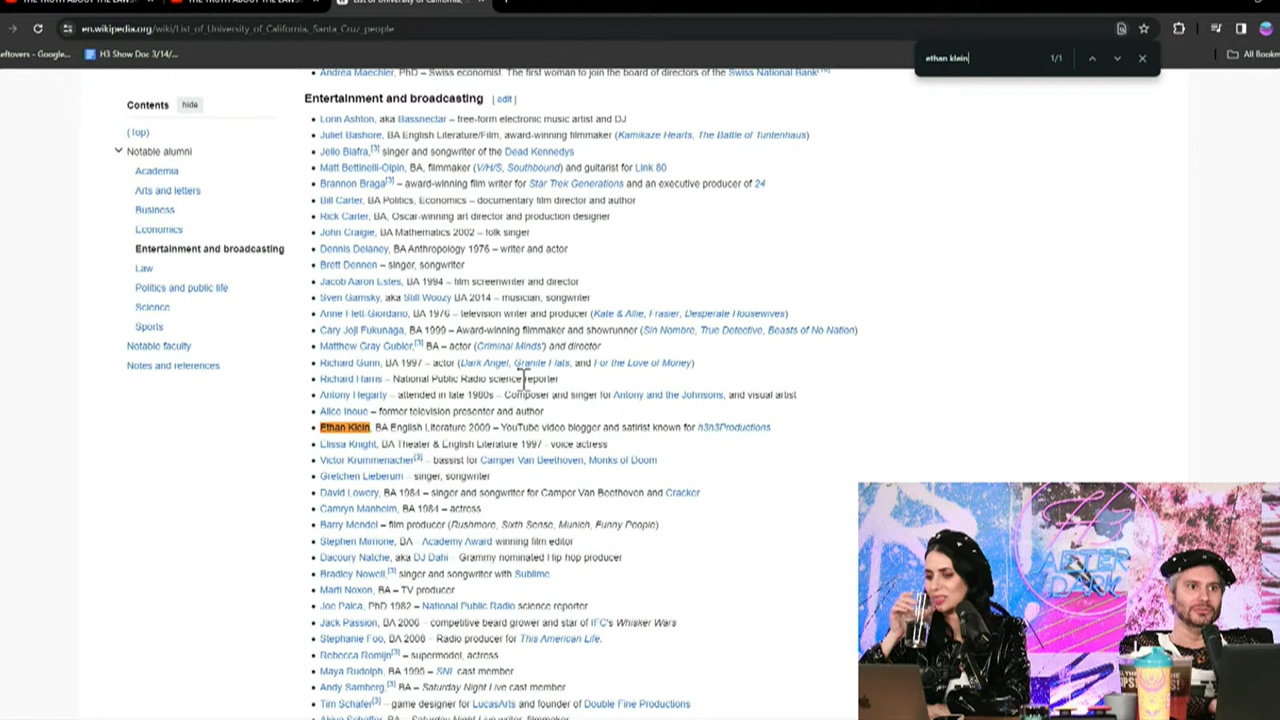 en.wikipedia.org/wiki/List_of_University_of_California,_Santa_Cruz_people
eftovers - Google... H3 Show Doc 3/14/... All Bookm
ethan klein 1/1
Contents hide
(Top)
Notable alumni
Academia
Arts and letters
Business
Economics
Entertainment and broadcasting
Law
Politics and public life
Science
Sports
Notable faculty
Notes and references
Andrea Maechler, PhD – Swiss economist. The first woman to join the board of directors of the Swiss National Bank
Entertainment and broadcasting [ edit ]
Lorin Ashton, aka Bassnectar – free-form electronic music artist and DJ
Juliet Bashore, BA English Literature/Film, award-winning filmmaker (Kamikaze Hearts, The Battle of Tuntenhaus)
Jello Biafra,[3] singer and songwriter of the Dead Kennedys
Matt Bettinelli-Olpin, BA, filmmaker (V/H/S, Southbound) and guitarist for Link 80
Brannon Braga[3] – award-winning film writer for Star Trek Generations and an executive producer of 24
Bill Carter, BA Politics, Economics – documentary film director and author
Rick Carter, BA, Oscar-winning art director and production designer
John Craigie, BA Mathematics 2002 – folk singer
Dennis Delaney, BA Anthropology 1976 – writer and actor
Brett Dennen – singer, songwriter
Jacob Aaron Estes, BA 1994 – film screenwriter and director
Sven Gamsky, aka Still Woozy BA 2014 – musician, songwriter
Anne Flett-Giordano, BA 1976 – television writer and producer (Kate & Allie, Frasier, Desperate Housewives)
Cary Joji Fukunaga, BA 1999 – Award-winning filmmaker and showrunner (Sin Nombre, True Detective, Beasts of No Nation)
Matthew Gray Gubler,[3] BA – actor (Criminal Minds') and director
Richard Gunn, BA 1997 – actor (Dark Angel, Granite Flats, and For the Love of Money)
Richard Harris – National Public Radio science reporter
Antony Hegarty – attended in late 1980s – Composer and singer for Antony and the Johnsons, and visual artist
Alice Inoue – former television presenter and author
Ethan Klein, BA English Literature 2009 – YouTube video blogger and satirist known for h3h3Productions
Elissa Knight, BA Theater & English Literature 1997 - voice actress
Victor Krummenacher[3] – bassist for Camper Van Beethoven, Monks of Doom
Gretchen Lieberum – singer, songwriter
David Lowery, BA 1984 – singer and songwriter for Camper Van Beethoven and Cracker
Camryn Manheim, BA 1984 – actress
Barry Mendel – film producer (Rushmore, Sixth Sense, Munich, Funny People)
Stephen Mirrione, BA – Academy Award winning film editor
Dacoury Natche, aka DJ Dahi – Grammy nominated Hip hop producer
Bradley Nowell,[3] singer and songwriter with Sublime
Marti Noxon, BA – TV producer
Joe Palca, PhD 1982 – National Public Radio science reporter
Jack Passion, BA 2006 – competitive beard grower and star of IFC's Whisker Wars
Stephanie Foo, BA 2008 – Radio producer for This American Life.
Rebecca Romijn[3] – supermodel, actress
Maya Rudolph, BA 1995 – SNL cast member
Andy Samberg,[3] BA – Saturday Night Live cast member
Tim Schafer[3] – game designer for LucasArts and founder of Double Fine Productions
H3
AFTER
DARK